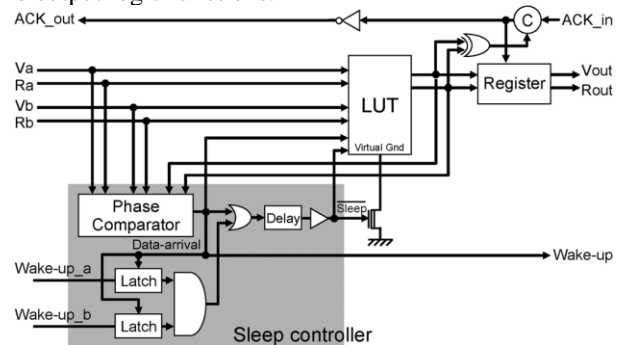 ACK_out
C
ACK_in
Va
Ra
Vb
Rb
LUT
Virtual Gnd
Register
Vout
Rout
Phase
Comparator
Delay
Sleep
Data-arrival
Wake-up
Wake-up_a
Latch
Wake-up_b
Latch
Sleep controller